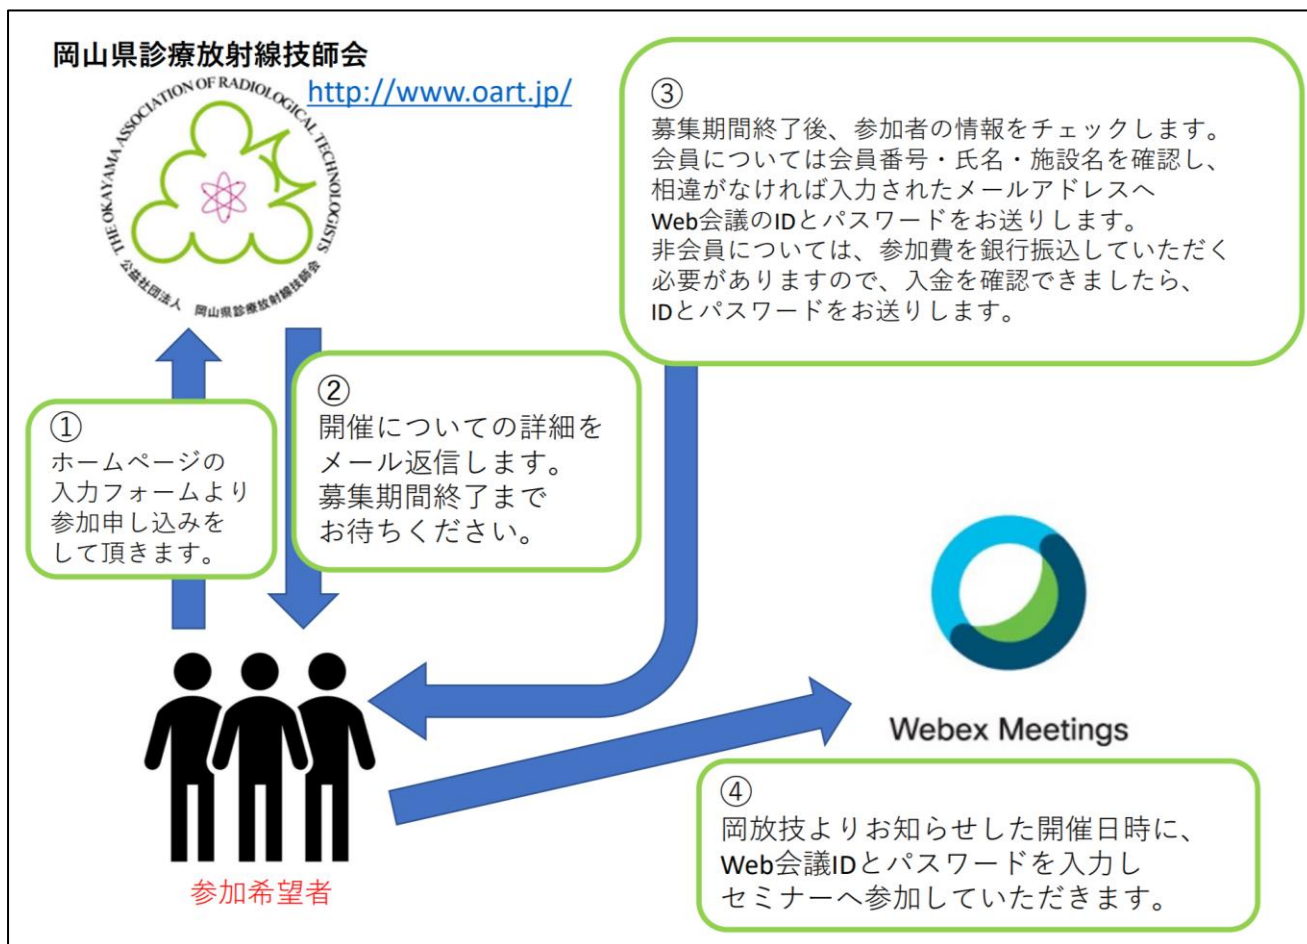 岡山県診療放射線技師会
http://www.oart.jp/
THE OKAYAMA ASSOCIATION OF RADIOLOGICAL TECHNOLOGISTS
公益社団法人 岡山県診療放射線技師会
①
ホームページの
入力フォームより
参加申し込みを
して頂きます。
②
開催についての詳細を
メール返信します。
募集期間終了まで
お待ちください。
③
募集期間終了後、参加者の情報をチェックします。
会員については会員番号・氏名・施設名を確認し、
相違がなければ入力されたメールアドレスへ
Web会議のIDとパスワードをお送りします。
非会員については、参加費を銀行振込していただく
必要がありますので、入金を確認できましたら、
IDとパスワードをお送りします。
参加希望者
Webex Meetings
④
岡放技よりお知らせした開催日時に、
Web会議IDとパスワードを入力し
セミナーへ参加していただきます。